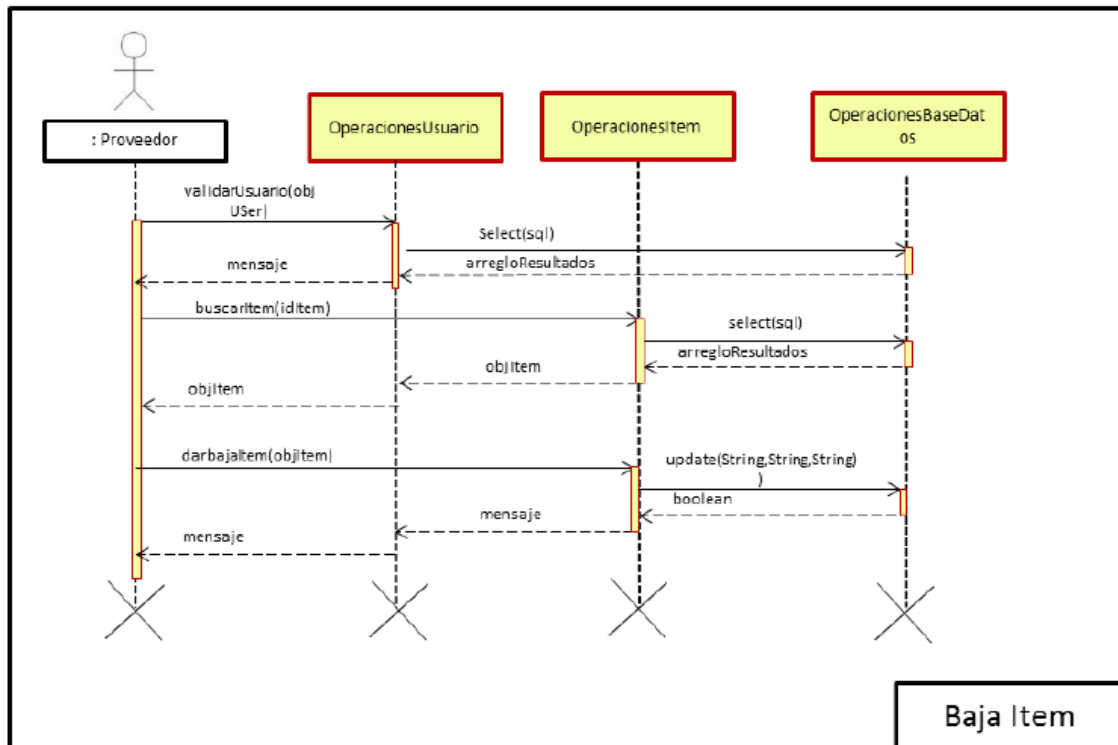 : Proveedor
OperacionesUsuario
OperacionesItem
OperacionesBaseDat
os
validarUsuario(obj
USer)
Select(sql)
arregloResultados
mensaje
buscarItem(idItem)
select(sql)
arregloResultados
objItem
objItem
darbajaItem(objItem)
update(String,String,String)
)
boolean
mensaje
mensaje
Baja Item